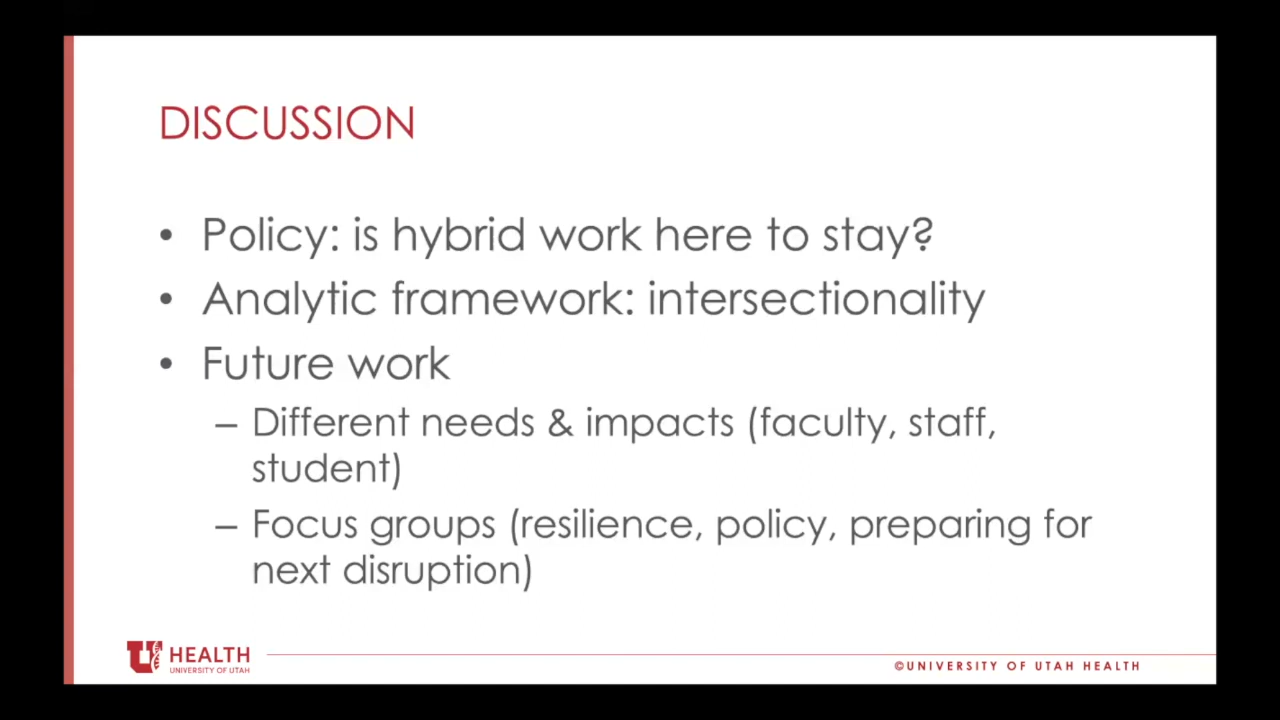 DISCUSSION
• Policy: is hybrid work here to stay?
• Analytic framework: intersectionality
• Future work
– Different needs & impacts (faculty, staff,
student)
– Focus groups (resilience, policy, preparing for
next disruption)
U HEALTH
UNIVERSITY OF UTAH
©UNIVERSITY OF UTAH HEALTH